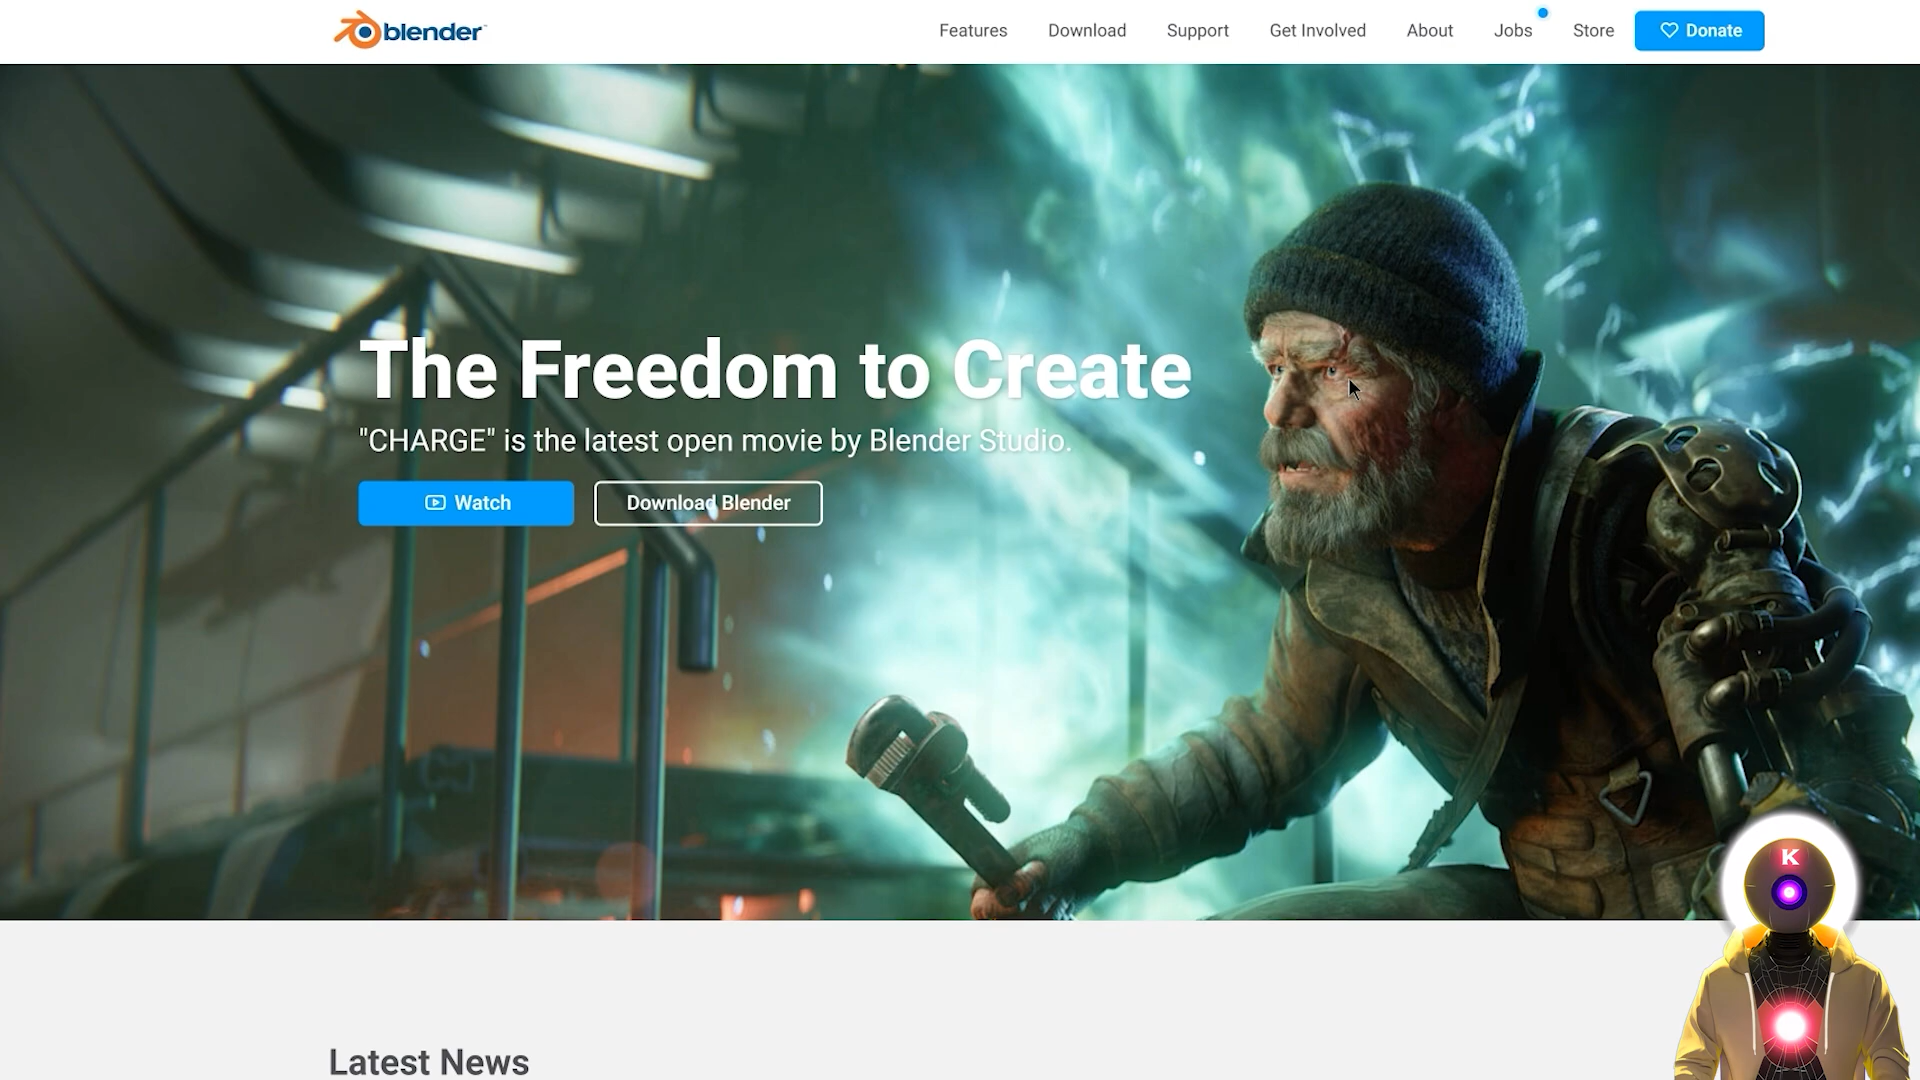 blender
Features
Download
Support
Get Involved
About
Jobs
Store
Donate
The Freedom to Create
"CHARGE" is the latest open movie by Blender Studio.
Watch
Download Blender
K
Latest News